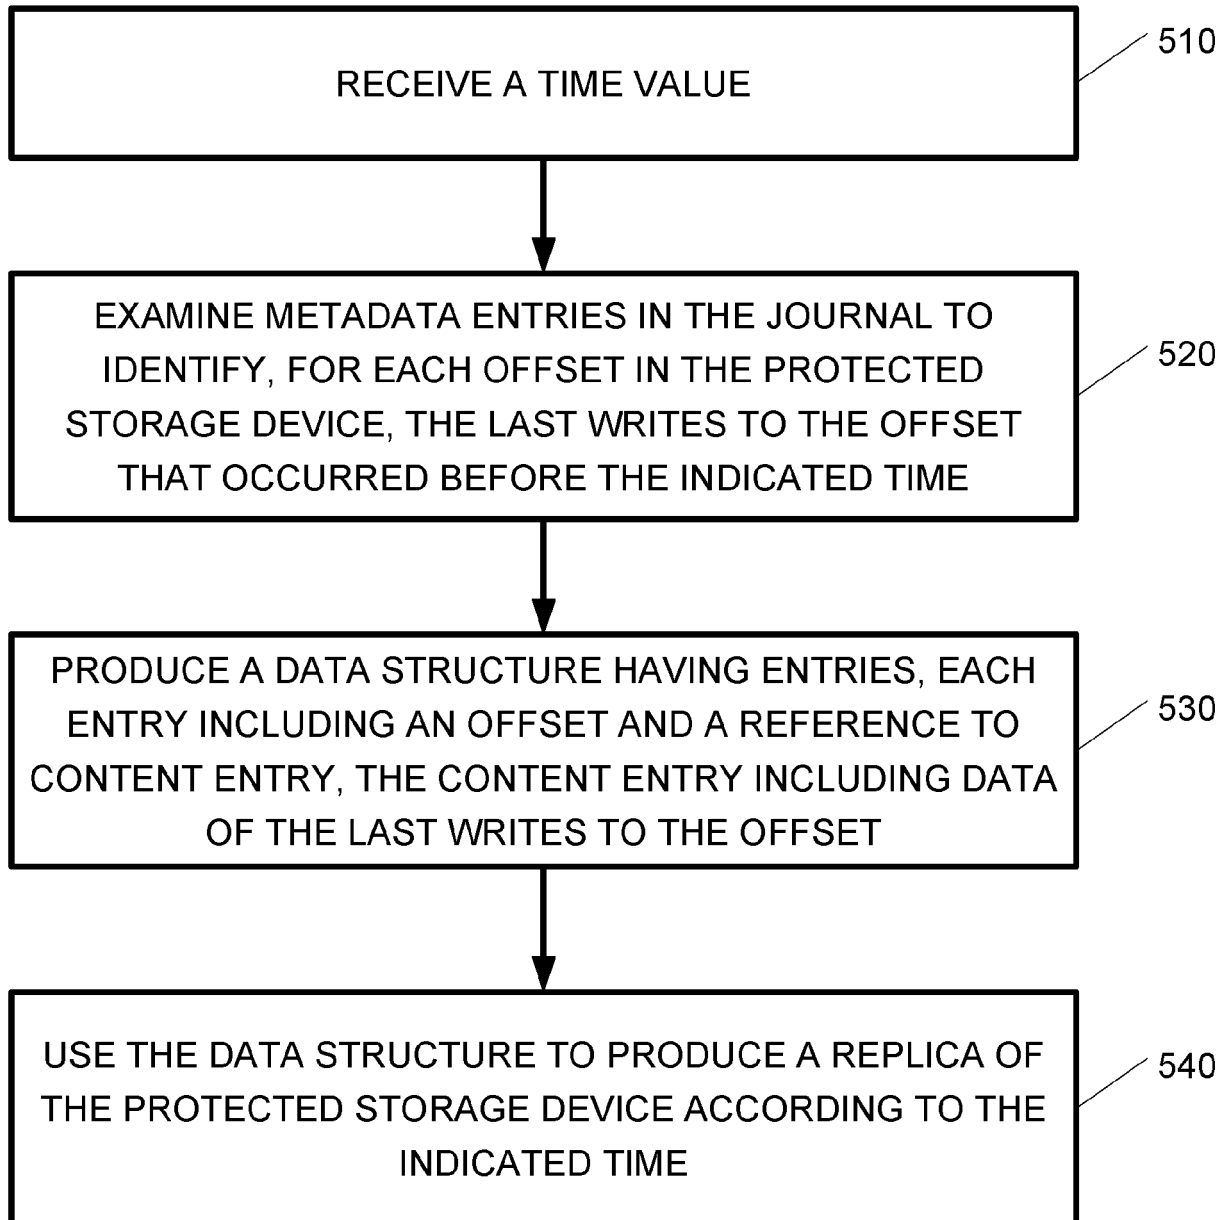 RECEIVE A TIME VALUE
510
EXAMINE METADATA ENTRIES IN THE JOURNAL TO
IDENTIFY, FOR EACH OFFSET IN THE PROTECTED
STORAGE DEVICE, THE LAST WRITES TO THE OFFSET
THAT OCCURRED BEFORE THE INDICATED TIME
520
PRODUCE A DATA STRUCTURE HAVING ENTRIES, EACH
ENTRY INCLUDING AN OFFSET AND A REFERENCE TO
CONTENT ENTRY, THE CONTENT ENTRY INCLUDING DATA
OF THE LAST WRITES TO THE OFFSET
530
USE THE DATA STRUCTURE TO PRODUCE A REPLICA OF
THE PROTECTED STORAGE DEVICE ACCORDING TO THE
INDICATED TIME
540